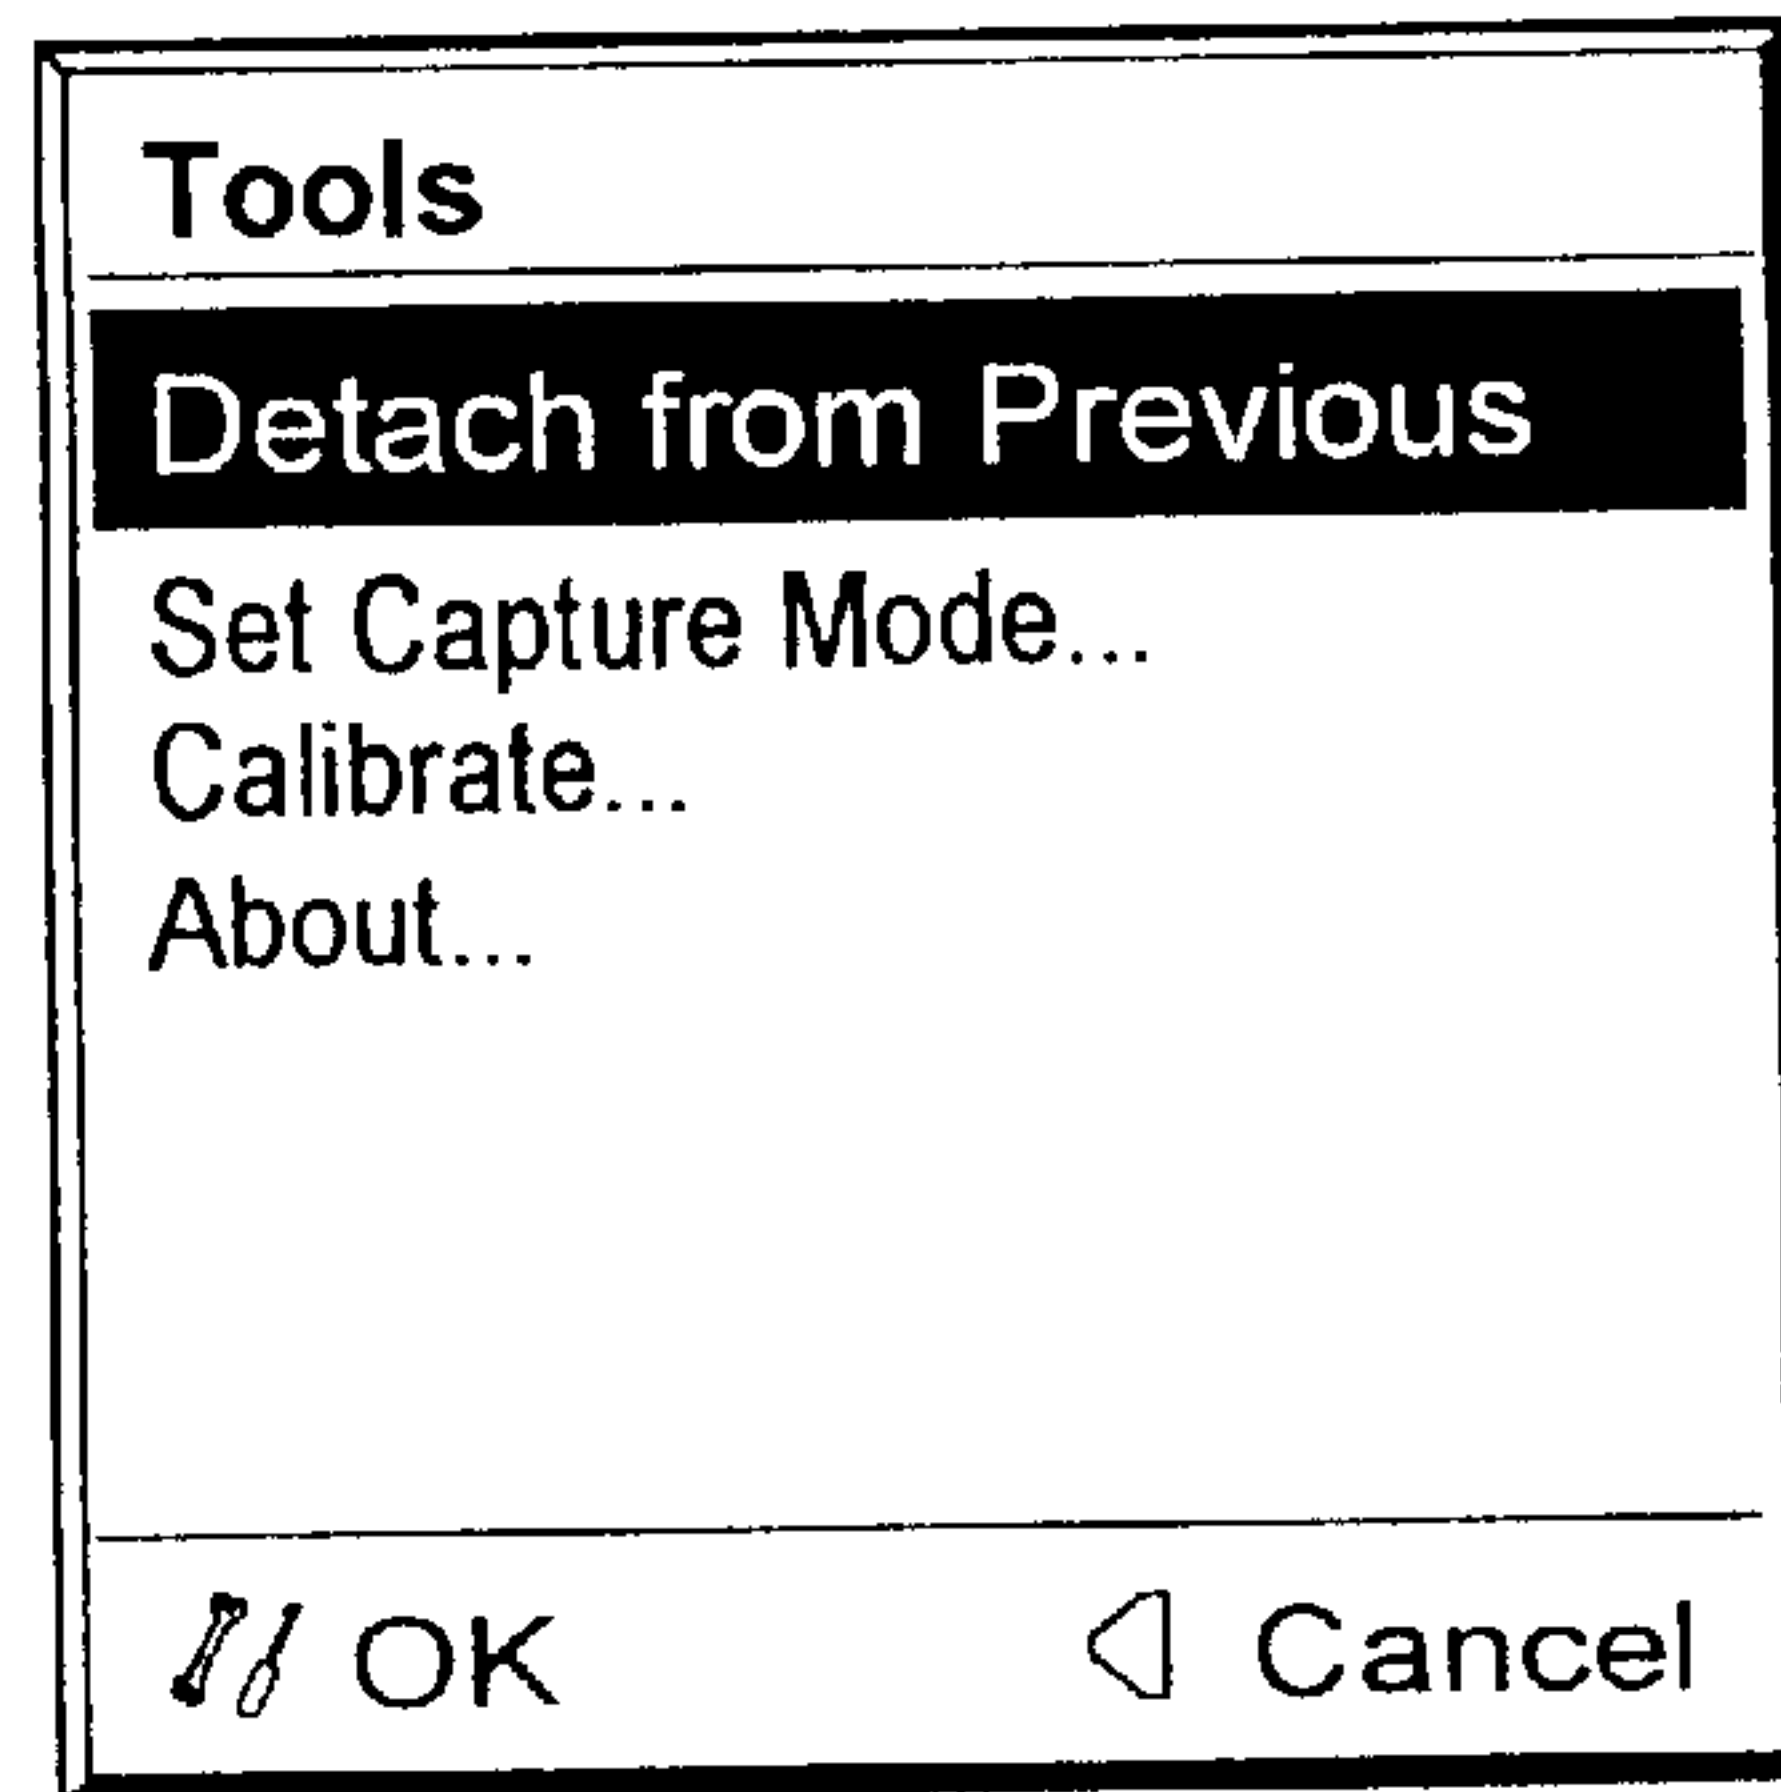 Tools
Detach from Previous
Set Capture Mode...
Calibrate...
About...
OK Cancel